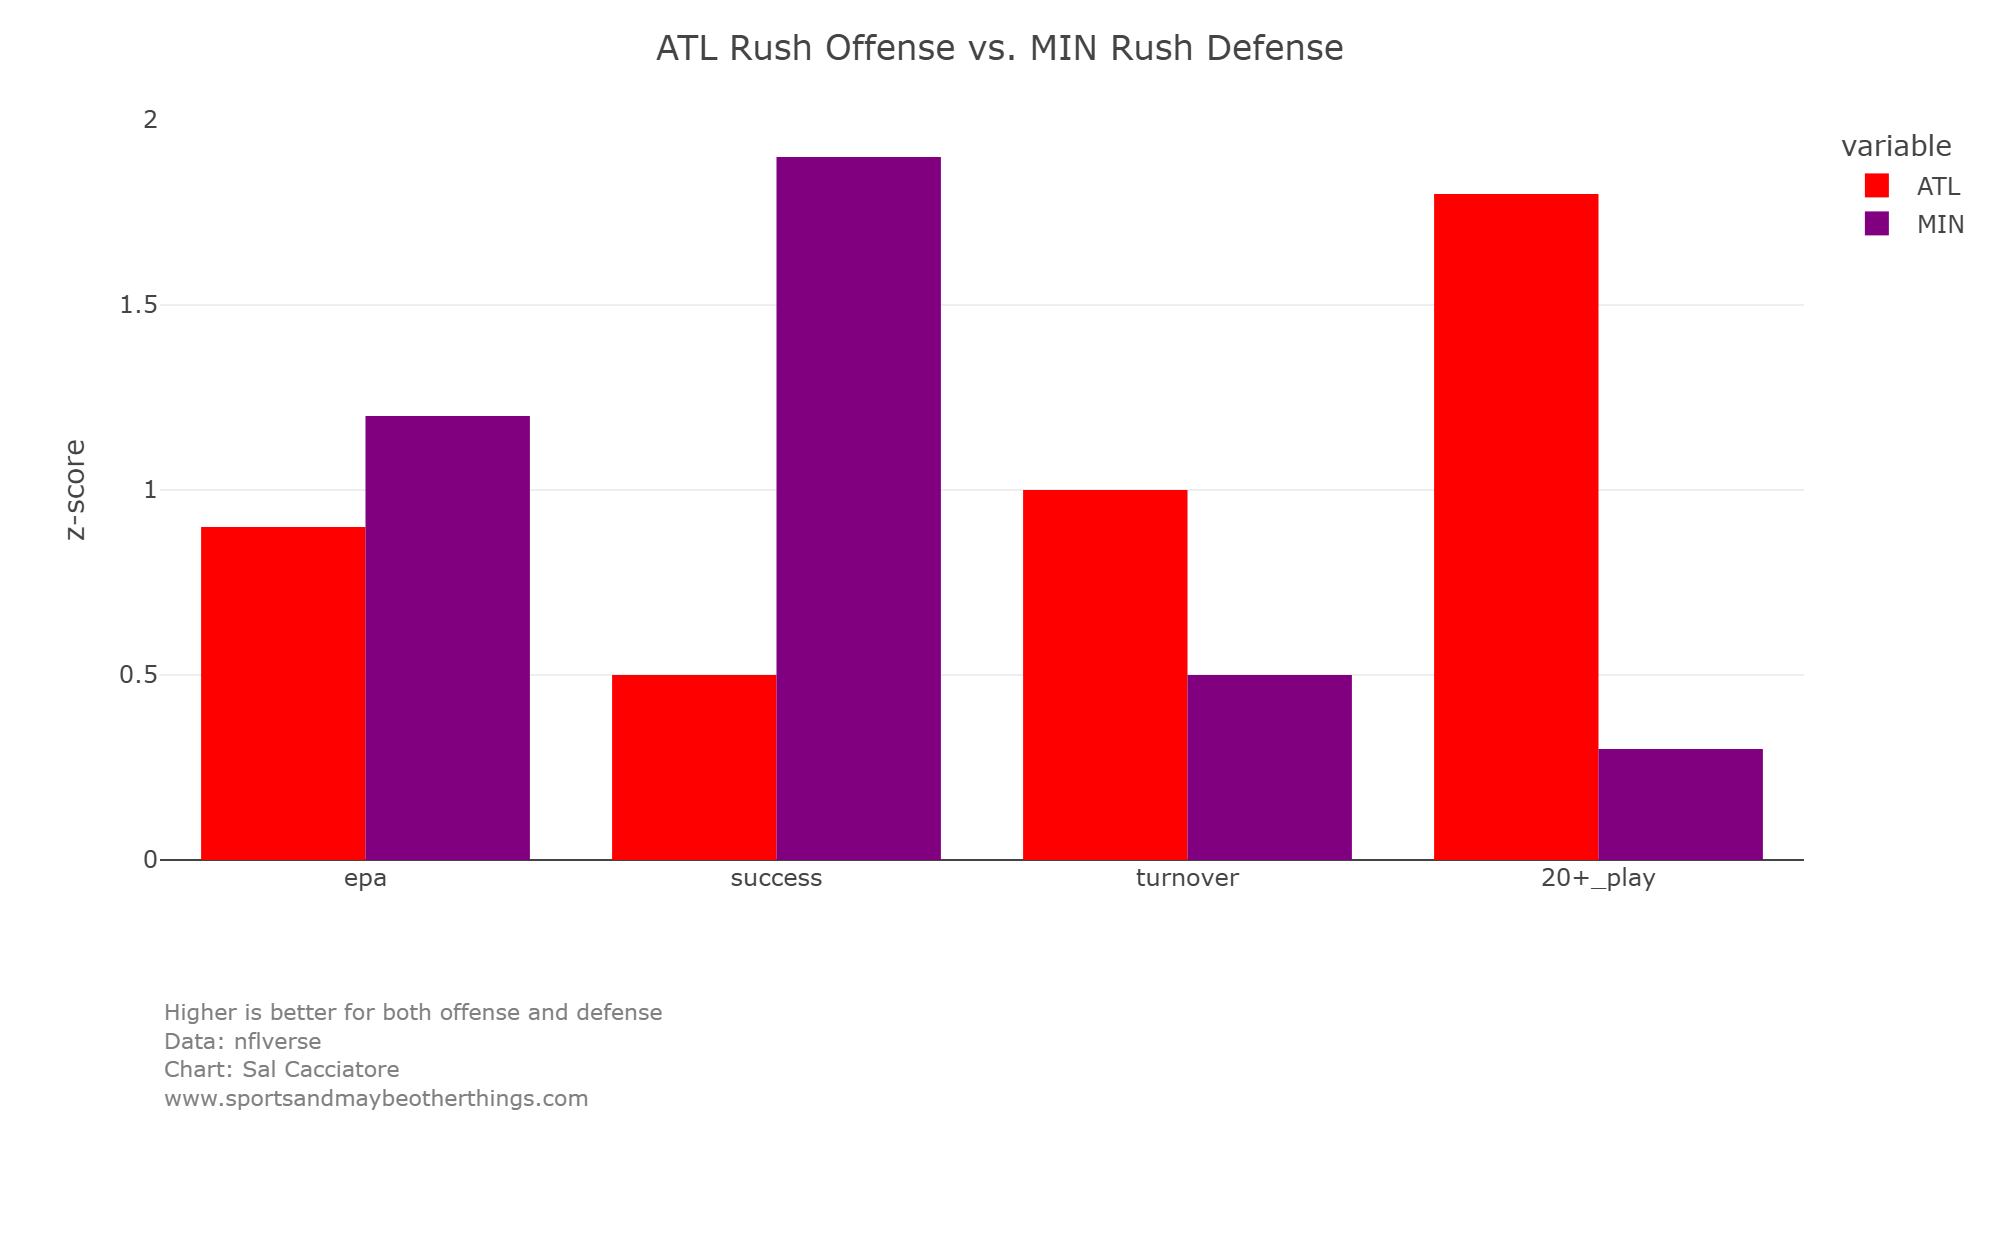 ATL Rush Offense vs. MIN Rush Defense
2
1.5
1
0.5
0
z-score
epa
success
turnover
20+_play
variable
ATL
MIN
Higher is better for both offense and defense
Data: nflverse
Chart: Sal Cacciatore
www.sportsandmaybeotherthings.com